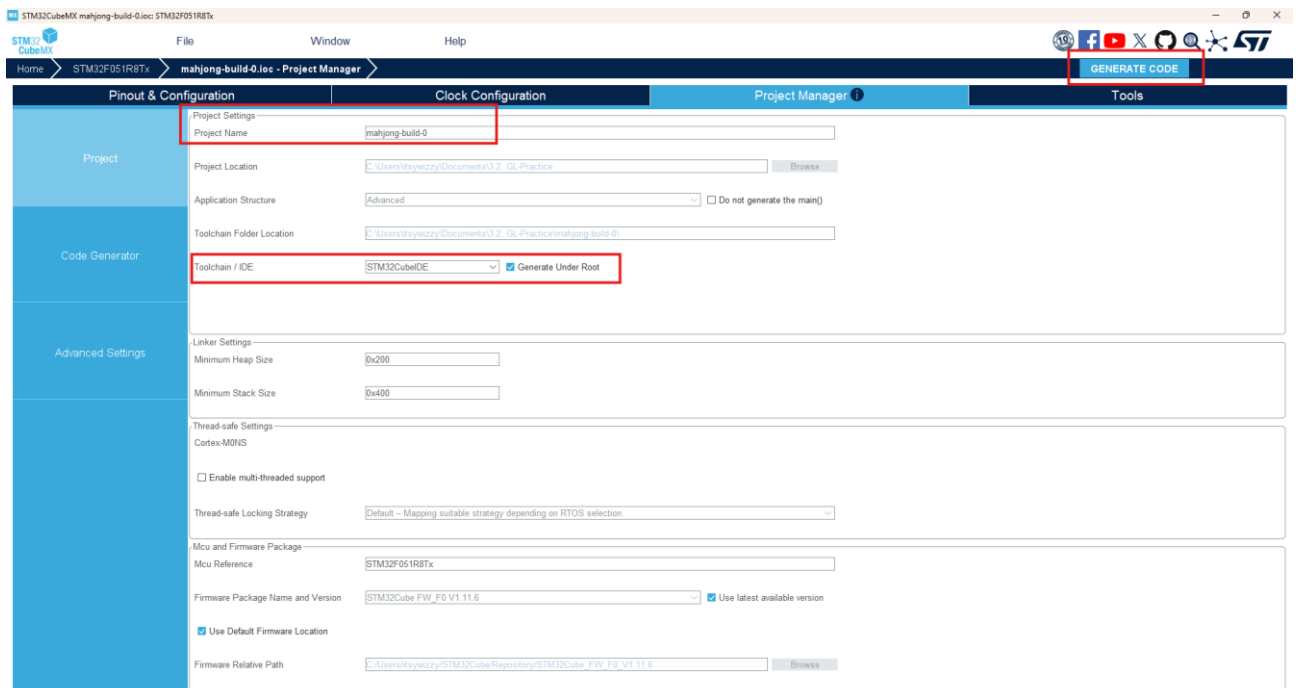 MX STM32CubeMX mahjong-build-0.ioc: STM32F051R8Tx
STM32 CubeMX File Window Help
Home STM32F051R8Tx mahjong-build-0.ioc - Project Manager GENERATE CODE
Pinout & Configuration Clock Configuration Project Manager Tools
Project
Code Generator
Advanced Settings
Project Settings
Project Name mahjong-build-0
Project Location C:\Users\itsywizzy\Documents\3.2. GL-Practice Browse
Application Structure Advanced Do not generate the main()
Toolchain Folder Location C:\Users\itsywizzy\Documents\3.2. GL-Practice\mahjong-build-0\
Toolchain / IDE STM32CubeIDE Generate Under Root
Linker Settings
Minimum Heap Size 0x200
Minimum Stack Size 0x400
Thread-safe Settings
Cortex-M0NS
Enable multi-threaded support
Thread-safe Locking Strategy Default – Mapping suitable strategy depending on RTOS selection.
Mcu and Firmware Package
Mcu Reference STM32F051R8Tx
Firmware Package Name and Version STM32Cube FW_F0 V1.11.6 Use latest available version
Use Default Firmware Location
Firmware Relative Path C:/Users/itsywizzy/STM32Cube/Repository/STM32Cube_FW_F0_V1.11.6 Browse